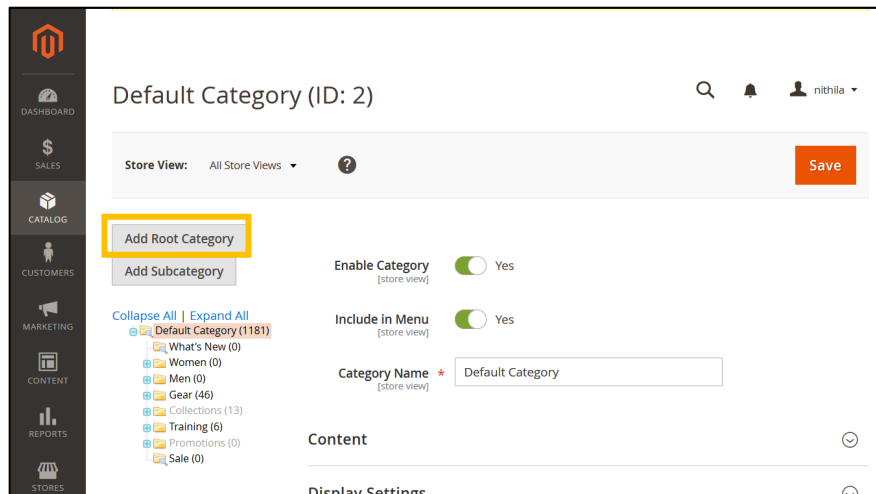 Default Category (ID: 2)
nithila
DASHBOARD
SALES
CATALOG
CUSTOMERS
MARKETING
CONTENT
REPORTS
STORES
Store View: All Store Views
?
Save
Add Root Category
Add Subcategory
Collapse All | Expand All
Default Category (1181)
What's New (0)
Women (0)
Men (0)
Gear (46)
Collections (13)
Training (6)
Promotions (0)
Sale (0)
Enable Category
[store view]
Yes
Include in Menu
[store view]
Yes
Category Name *
[store view]
Default Category
Content
Display Settings